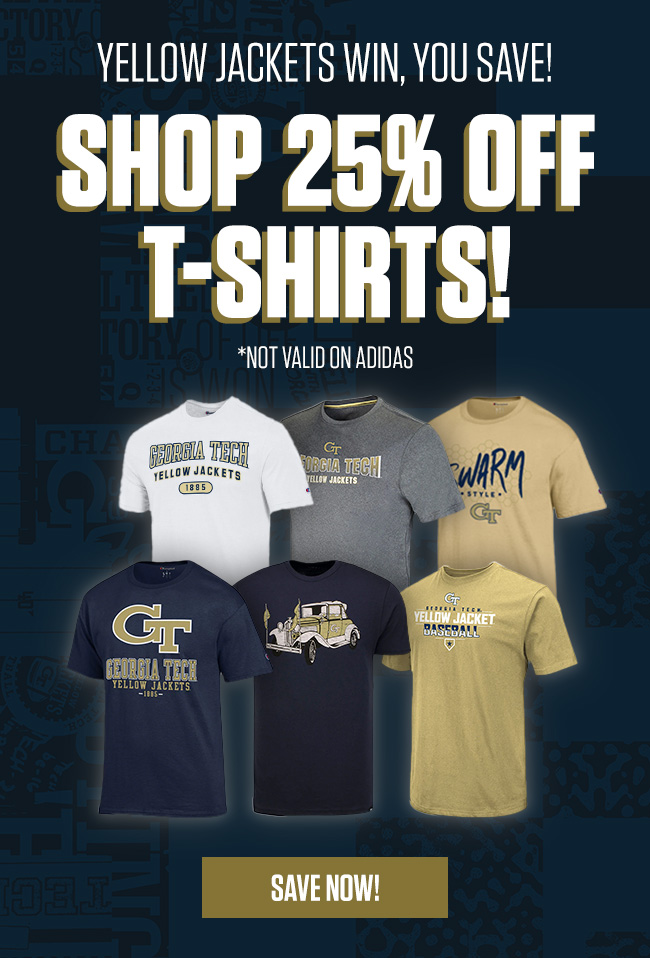 YELLOW JACKETS WIN, YOU SAVE!
SHOP 25% OFF
T-SHIRTS!
*NOT VALID ON ADIDAS
GEORGIA TECH
YELLOW JACKETS
1885
GT
ORGIA TECH
YELLOW JACKETS
SWARM
STYLE
GT
GT
GEORGIA TECH
YELLOW JACKETS
1885
GT
GEORGIA TECH
YELLOW JACKET
BASEBALL
SAVE NOW!